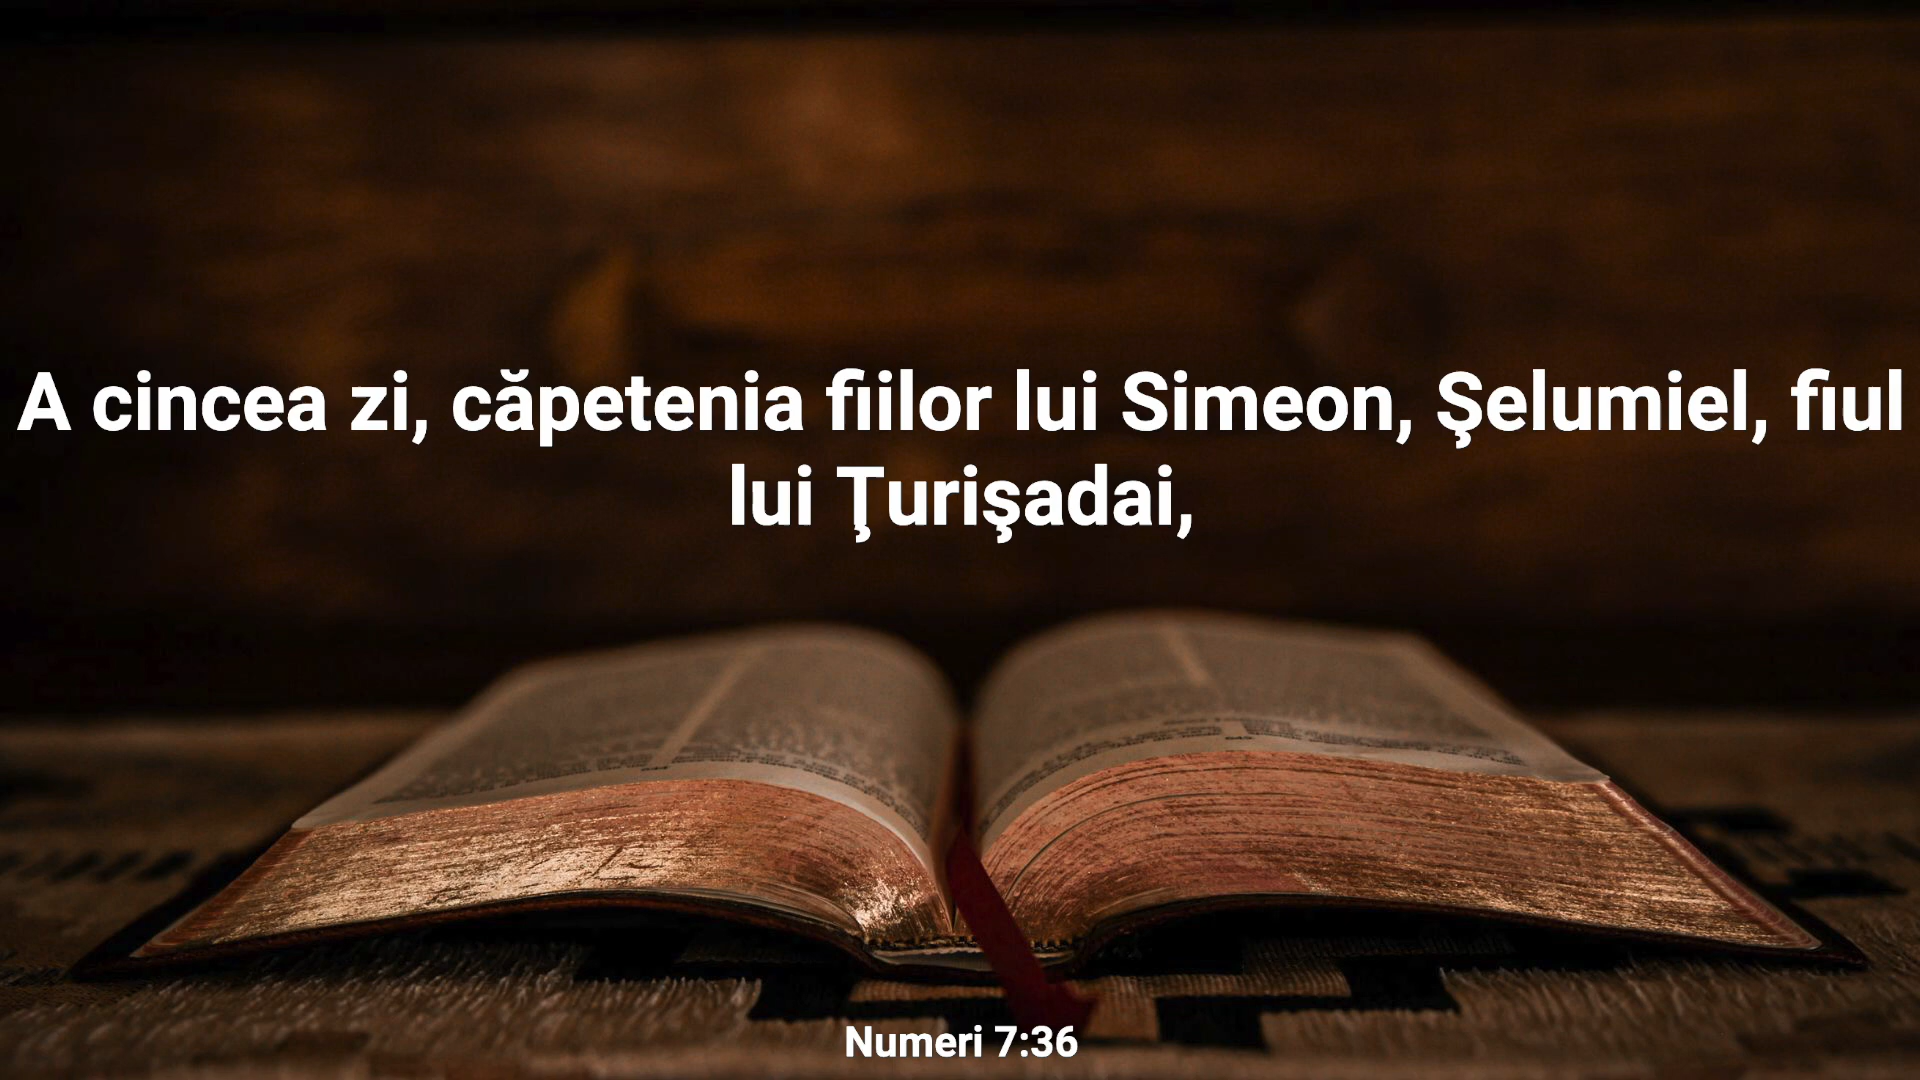 A cincea zi, căpetenia fiilor lui Simeon, Şelumiel, fiul
lui Ţurişadai,
Numeri 7:36